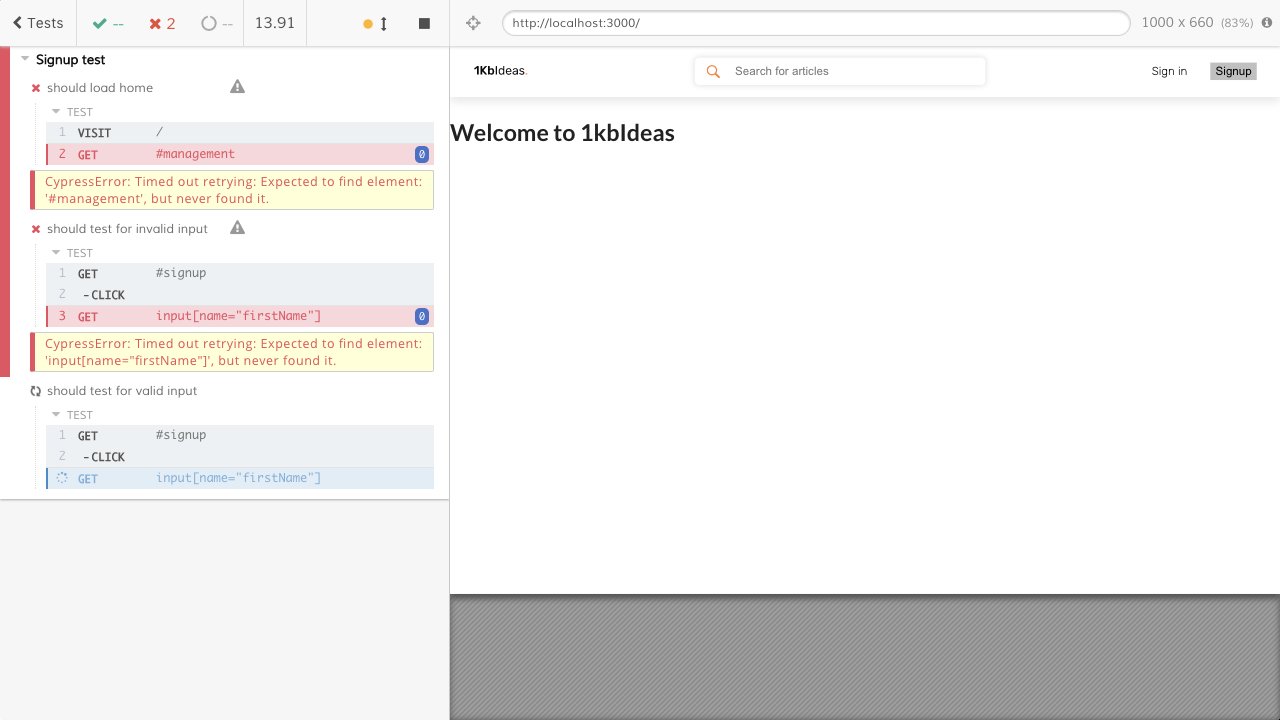 Tests
--
2
--
13.91
http://localhost:3000/
1000 x 660 (83%)
Signup test
should load home
TEST
1 VISIT /
2 GET #management 0
CypressError: Timed out retrying: Expected to find element:
'#management', but never found it.
should test for invalid input
TEST
1 GET #signup
2 -CLICK
3 GET input[name="firstName"] 0
CypressError: Timed out retrying: Expected to find element:
'input[name="firstName"]', but never found it.
should test for valid input
TEST
1 GET #signup
2 -CLICK
GET input[name="firstName"]
1KbIdeas.
Search for articles
Sign in
Signup
Welcome to 1kbIdeas